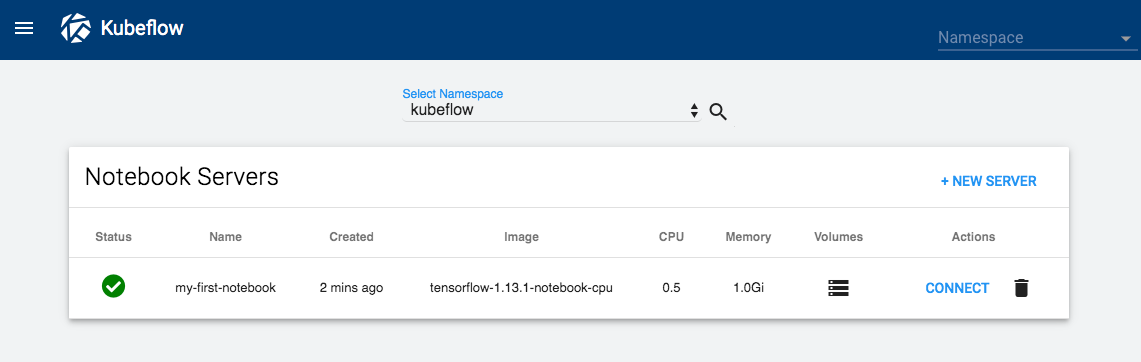 Kubeflow
Namespace
Select Namespace
kubeflow
Notebook Servers
+ NEW SERVER
Status Name Created Image CPU Memory Volumes Actions
my-first-notebook 2 mins ago tensorflow-1.13.1-notebook-cpu 0.5 1.0Gi CONNECT